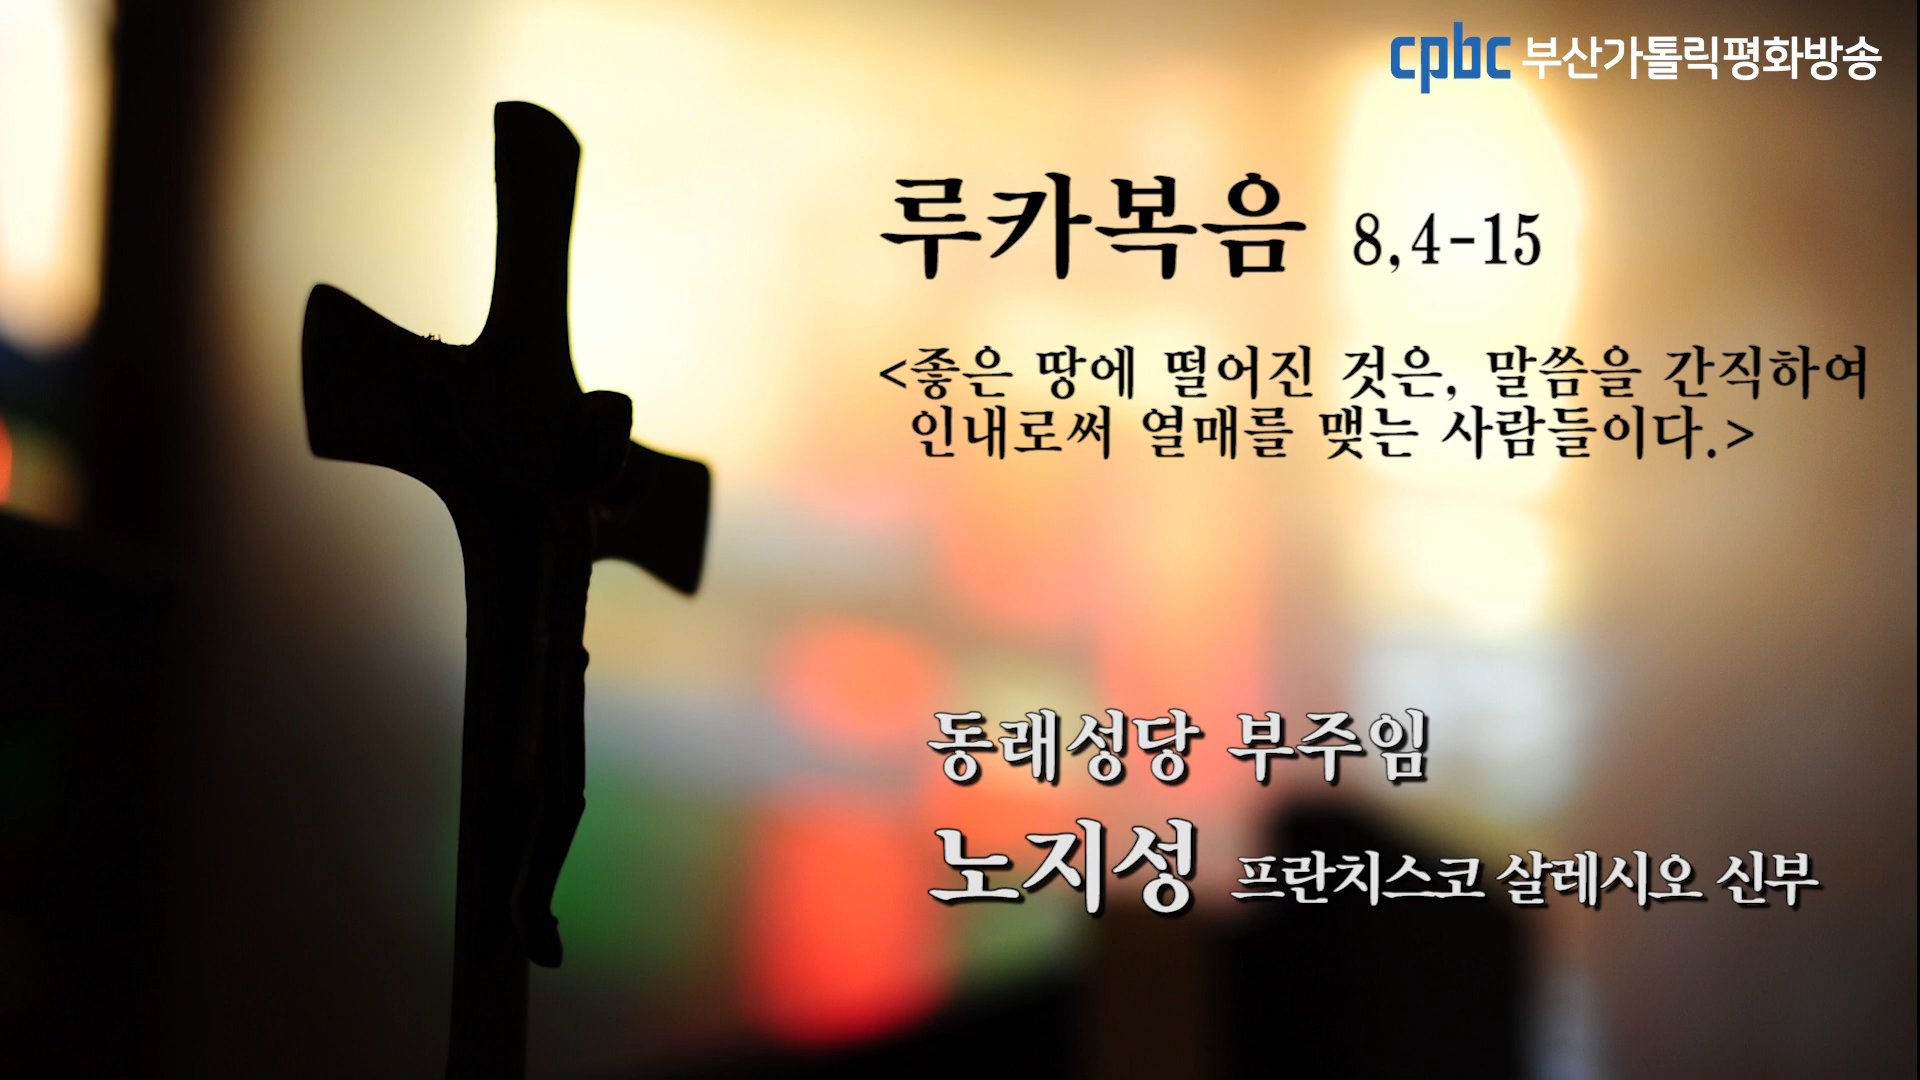 cpbc 부산가톨릭평화방송
루카복음 8,4-15
<좋은 땅에 떨어진 것은, 말씀을 간직하여
인내로써 열매를 맺는 사람들이다.>
동래성당 부주임
노지성 프란치스코 살레시오 신부